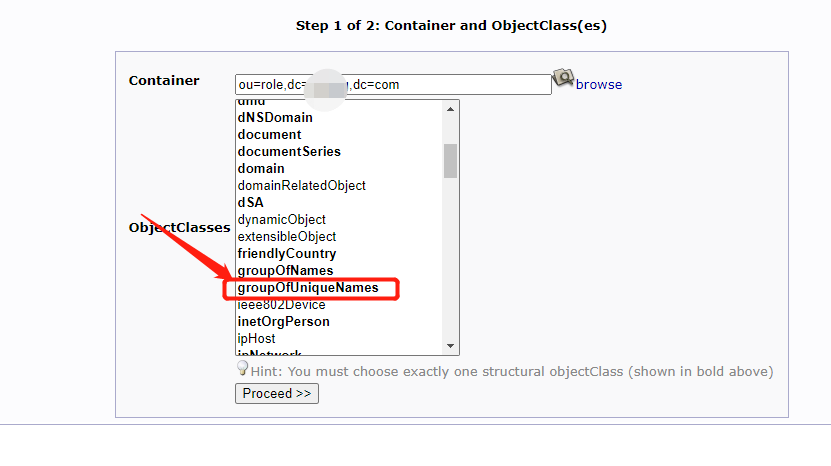 Step 1 of 2: Container and ObjectClass(es)
Container
ou=role,dc=
,dc=com
browse
dmd
dNSDomain
document
documentSeries
domain
domainRelatedObject
dSA
dynamicObject
extensibleObject
friendlyCountry
groupOfNames
groupOfUniqueNames
ieee802Device
inetOrgPerson
ipHost
ipNetwork
ObjectClasses
Hint: You must choose exactly one structural objectClass (shown in bold above)
Proceed >>